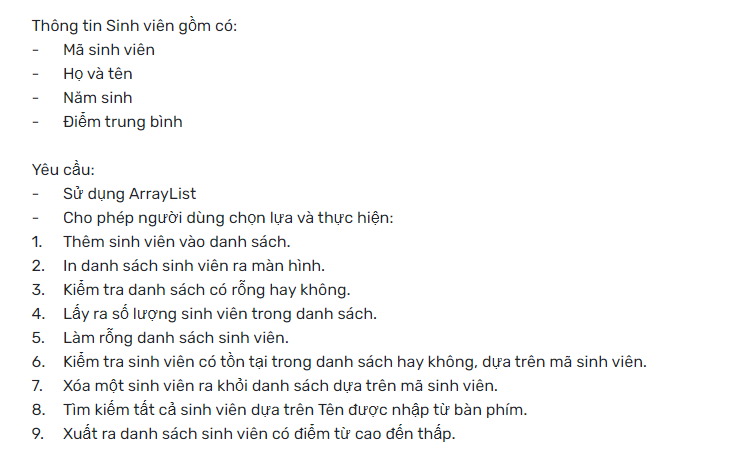 Thông tin Sinh viên gồm có:
- Mã sinh viên
- Họ và tên
- Năm sinh
- Điểm trung bình
Yêu cầu:
- Sử dụng ArrayList
- Cho phép người dùng chọn lựa và thực hiện:
1. Thêm sinh viên vào danh sách.
2. In danh sách sinh viên ra màn hình.
3. Kiểm tra danh sách có rỗng hay không.
4. Lấy ra số lượng sinh viên trong danh sách.
5. Làm rỗng danh sách sinh viên.
6. Kiểm tra sinh viên có tồn tại trong danh sách hay không, dựa trên mã sinh viên.
7. Xóa một sinh viên ra khỏi danh sách dựa trên mã sinh viên.
8. Tìm kiếm tất cả sinh viên dựa trên Tên được nhập từ bàn phím.
9. Xuất ra danh sách sinh viên có điểm từ cao đến thấp.